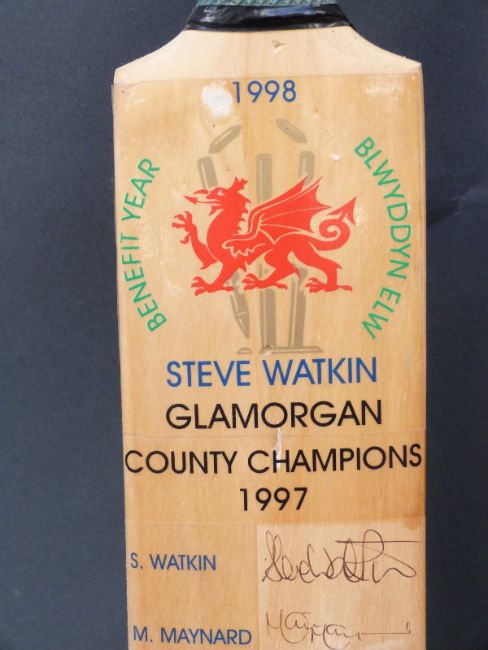 1998
BENEFIT YEAR
BLWYDDYN ELW
STEVE WATKIN
GLAMORGAN
COUNTY CHAMPIONS
1997
S. WATKIN
M. MAYNARD